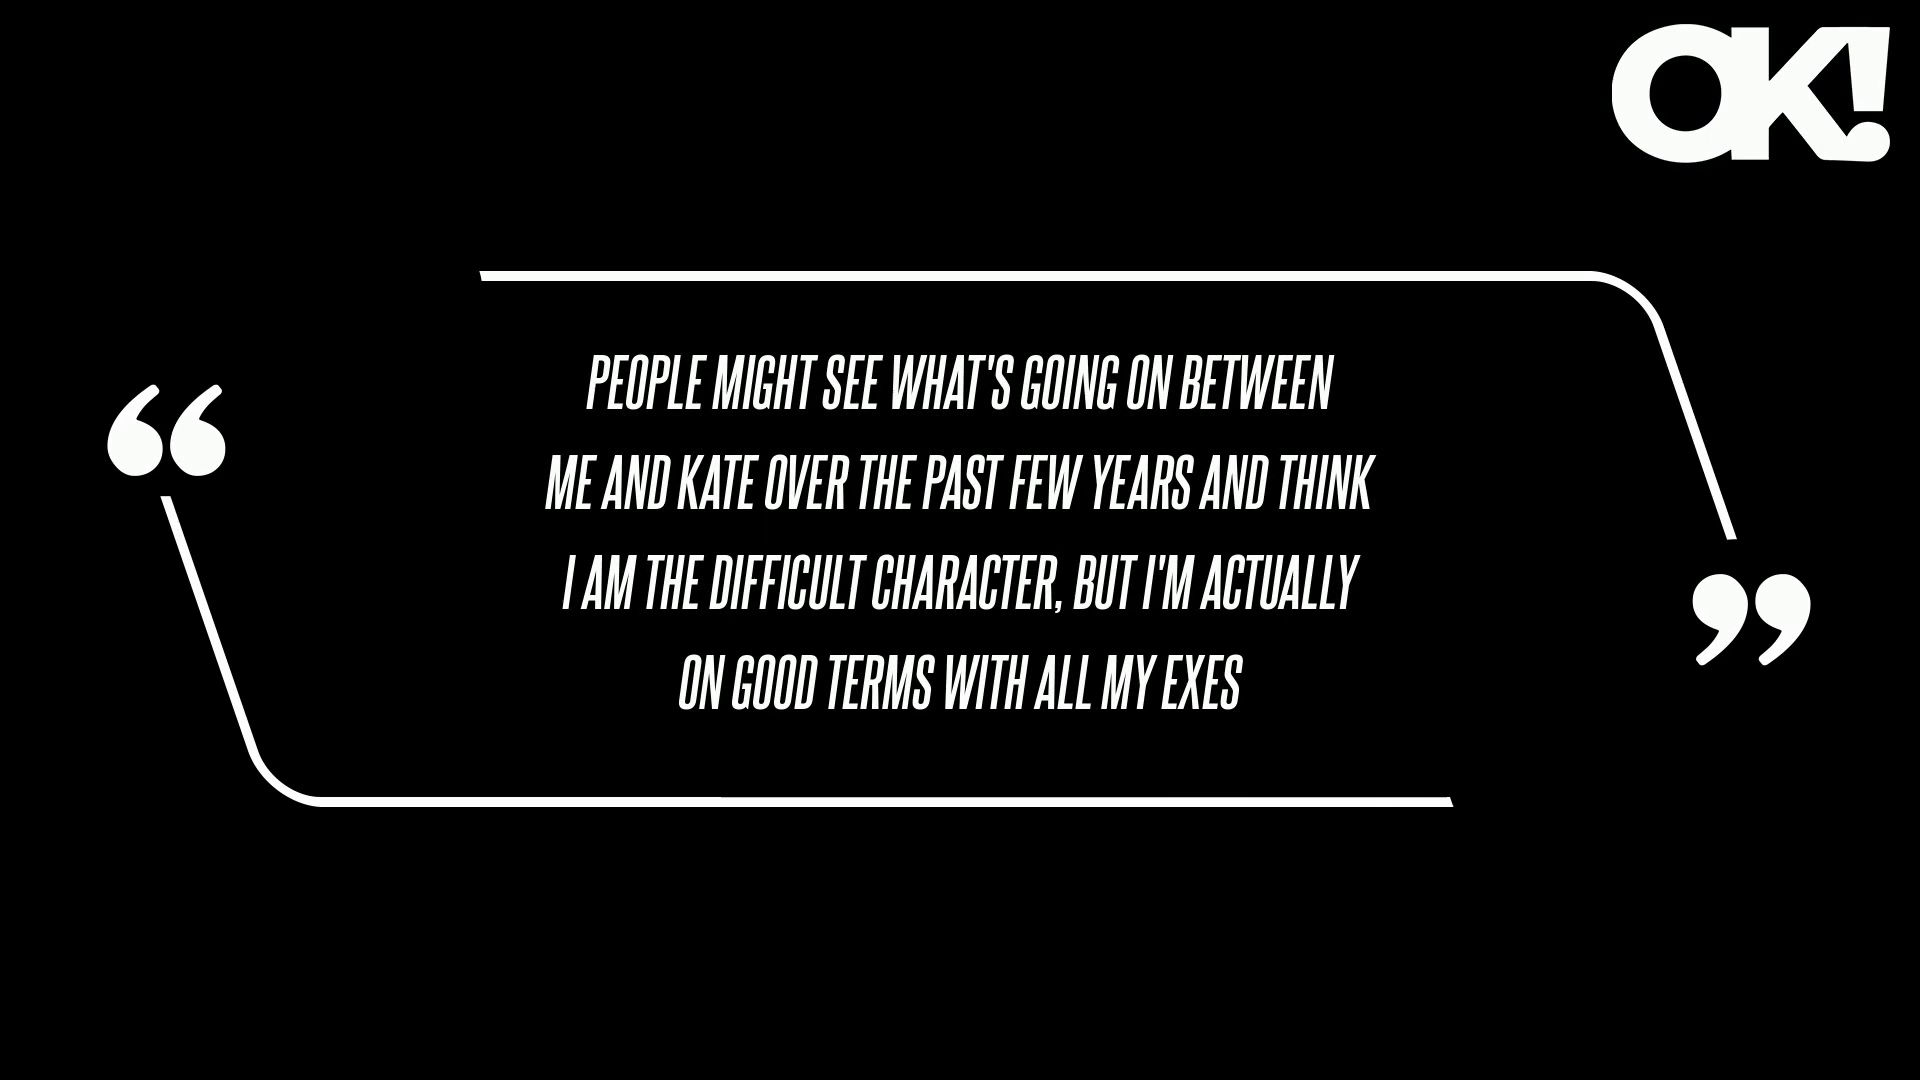 OK!
“
PEOPLE MIGHT SEE WHAT'S GOING ON BETWEEN
ME AND KATE OVER THE PAST FEW YEARS AND THINK
I AM THE DIFFICULT CHARACTER, BUT I'M ACTUALLY
ON GOOD TERMS WITH ALL MY EXES
”